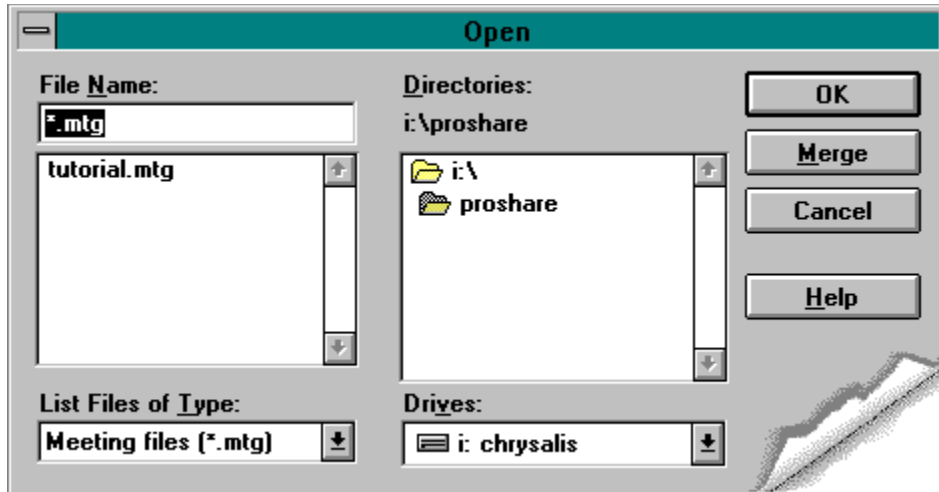 Open
File Name:
*.mtg
tutorial.mtg
List Files of Type:
Meeting files (*.mtg)
Directories:
i:\proshare
i:\
proshare
Drives:
i: chrysalis
OK
Merge
Cancel
Help